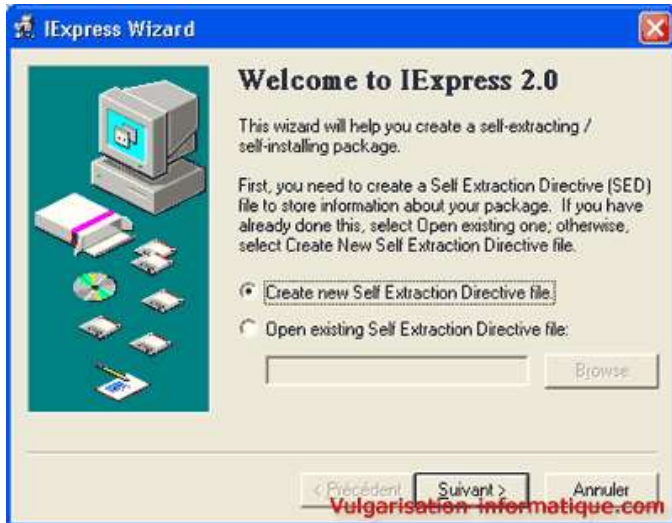 IExpress Wizard
Welcome to IExpress 2.0
This wizard will help you create a self-extracting /
self-installing package.
First, you need to create a Self Extraction Directive (SED)
file to store information about your package. If you have
already done this, select Open existing one; otherwise,
select Create New Self Extraction Directive file.
Create new Self Extraction Directive file.
Open existing Self Extraction Directive file:
Browse
< Précédent
Suivant >
Annuler
Vulgarisation-informatique.com